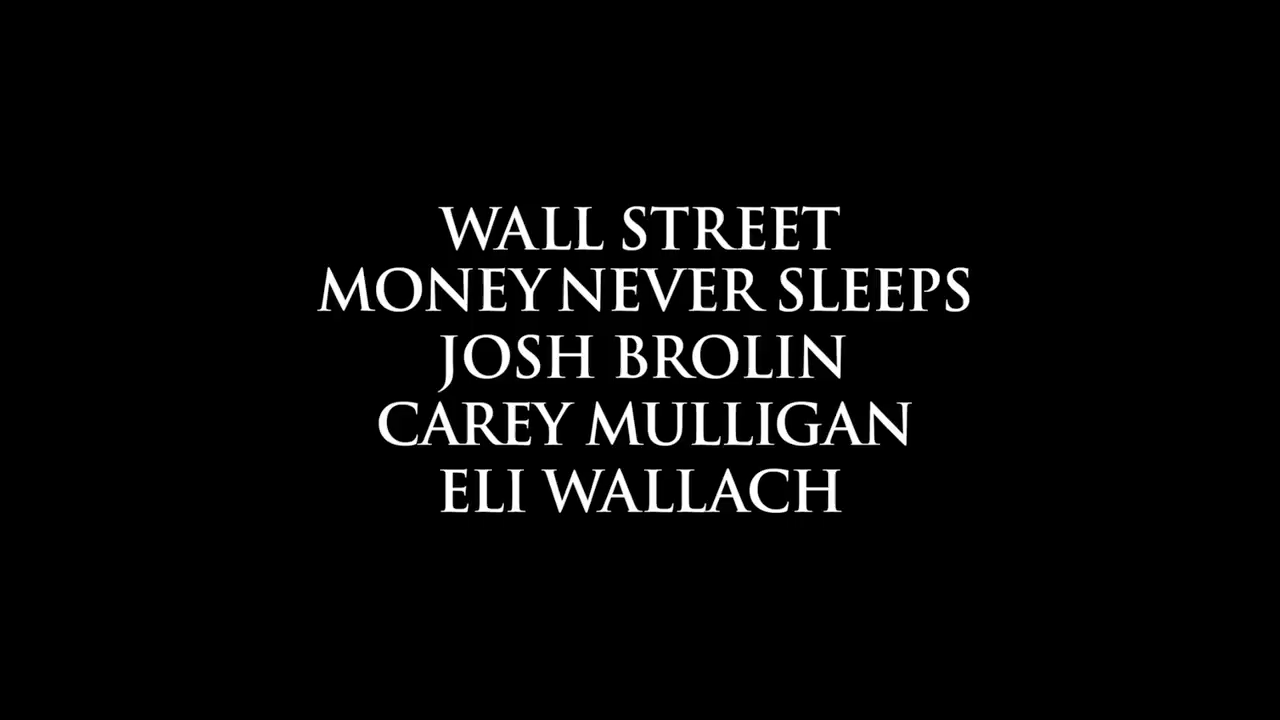 WALL STREET
MONEY NEVER SLEEPS
JOSH BROLIN
CAREY MULLIGAN
ELI WALLACH